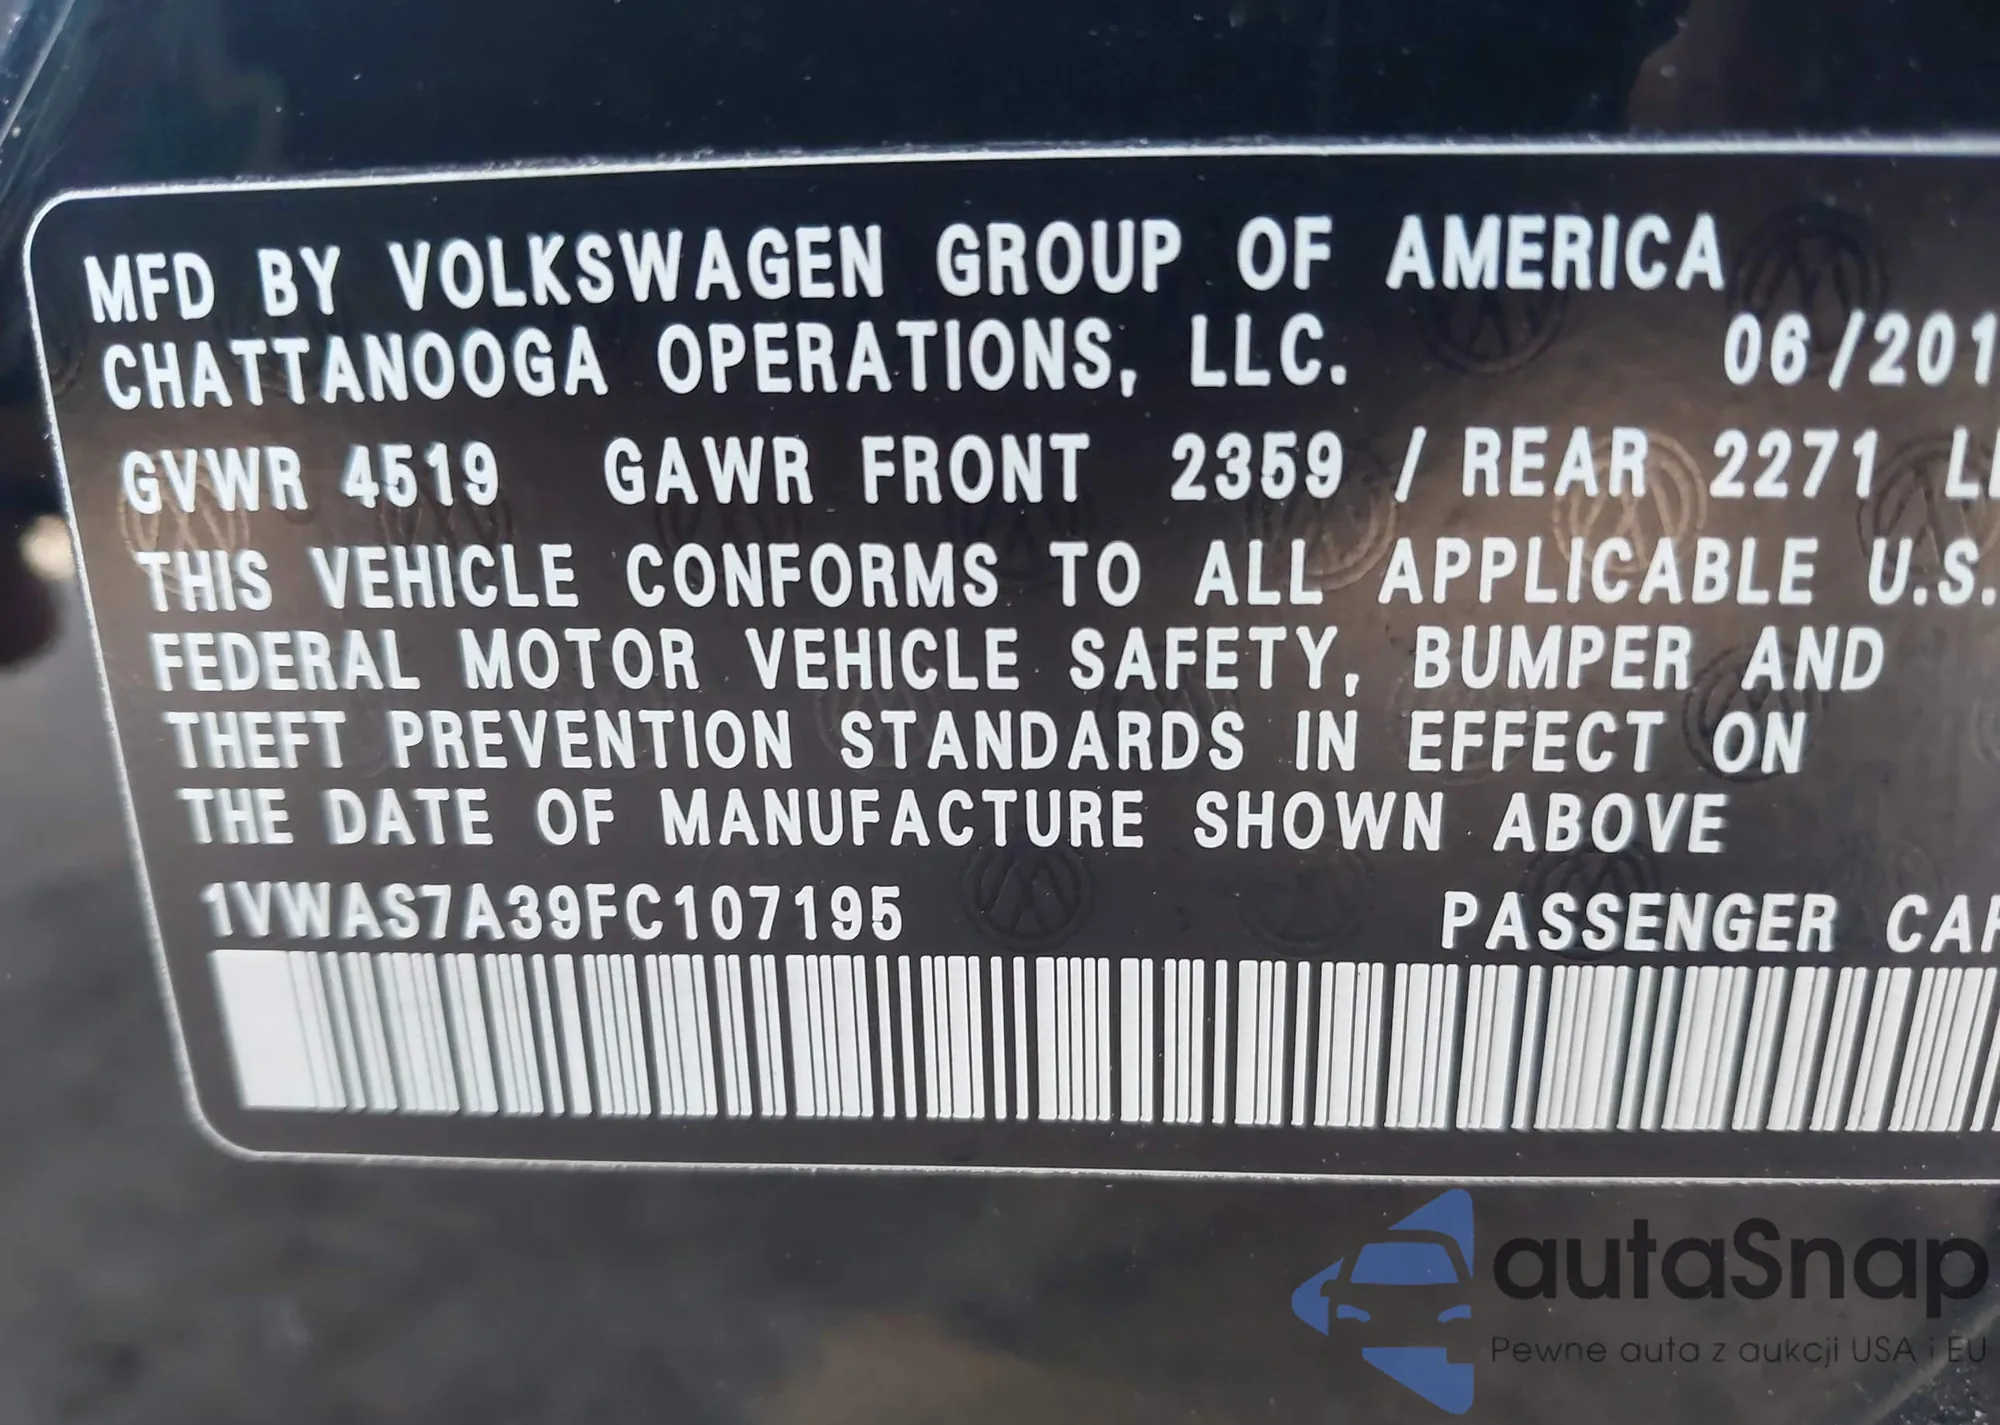 MFD BY VOLKSWAGEN GROUP OF AMERICA
CHATTANOOGA OPERATIONS, LLC. 06/201
GVWR 4519 GAWR FRONT 2359 / REAR 2271 L
THIS VEHICLE CONFORMS TO ALL APPLICABLE U.S.
FEDERAL MOTOR VEHICLE SAFETY, BUMPER AND
THEFT PREVENTION STANDARDS IN EFFECT ON
THE DATE OF MANUFACTURE SHOWN ABOVE
1VWAS7A39FC107195 PASSENGER CAR
autaSnap
Pewne auta z aukcji USA i EU